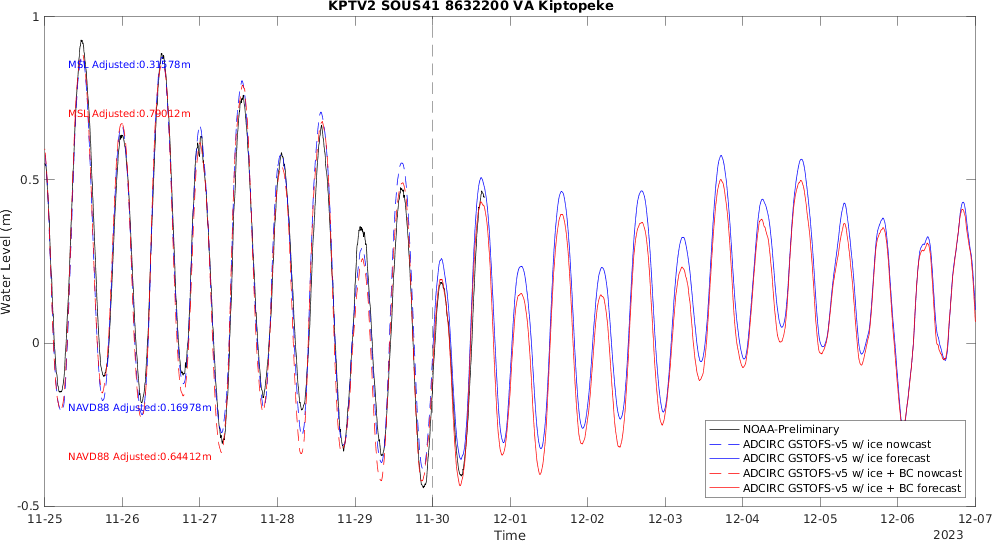 KPTV2 SOUS41 8632200 VA Kiptopeke
1
0.5
0
-0.5
Water Level (m)
MSL Adjusted:0.31578m
MSL Adjusted:0.79012m
NAVD88 Adjusted:0.16978m
NAVD88 Adjusted:0.64412m
NOAA-Preliminary
ADCIRC GSTOFS-v5 w/ ice nowcast
ADCIRC GSTOFS-v5 w/ ice forecast
ADCIRC GSTOFS-v5 w/ ice + BC nowcast
ADCIRC GSTOFS-v5 w/ ice + BC forecast
11-25 11-26 11-27 11-28 11-29 11-30 12-01 12-02 12-03 12-04 12-05 12-06 12-07
Time
2023